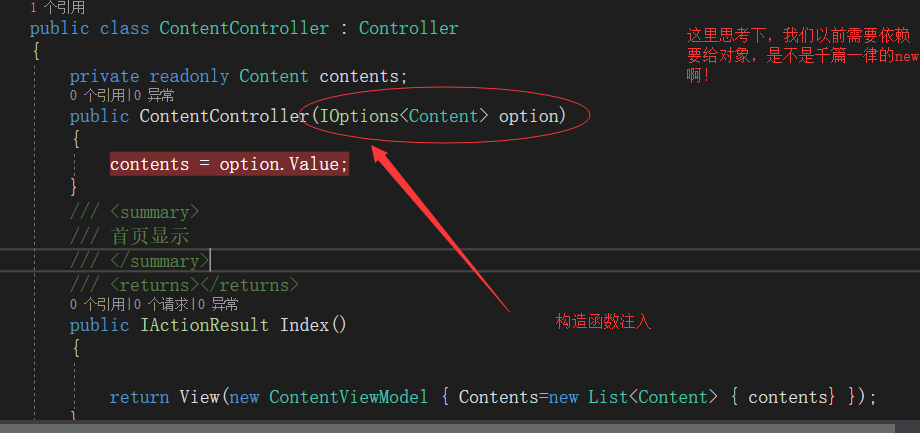 1 个引用
public class ContentController : Controller
{
private readonly Content contents;
0 个引用|0 异常
public ContentController(IOptions<Content> option)
{
contents = option.Value;
}
/// <summary>
/// 首页显示
/// </summary>
/// <returns></returns>
0 个引用|0 个请求|0 异常
public IActionResult Index()
{
return View(new ContentViewModel { Contents=new List<Content> { contents} });
}
这里思考下，我们以前需要依赖
要给对象，是不是千篇一律的new
啊！
构造函数注入